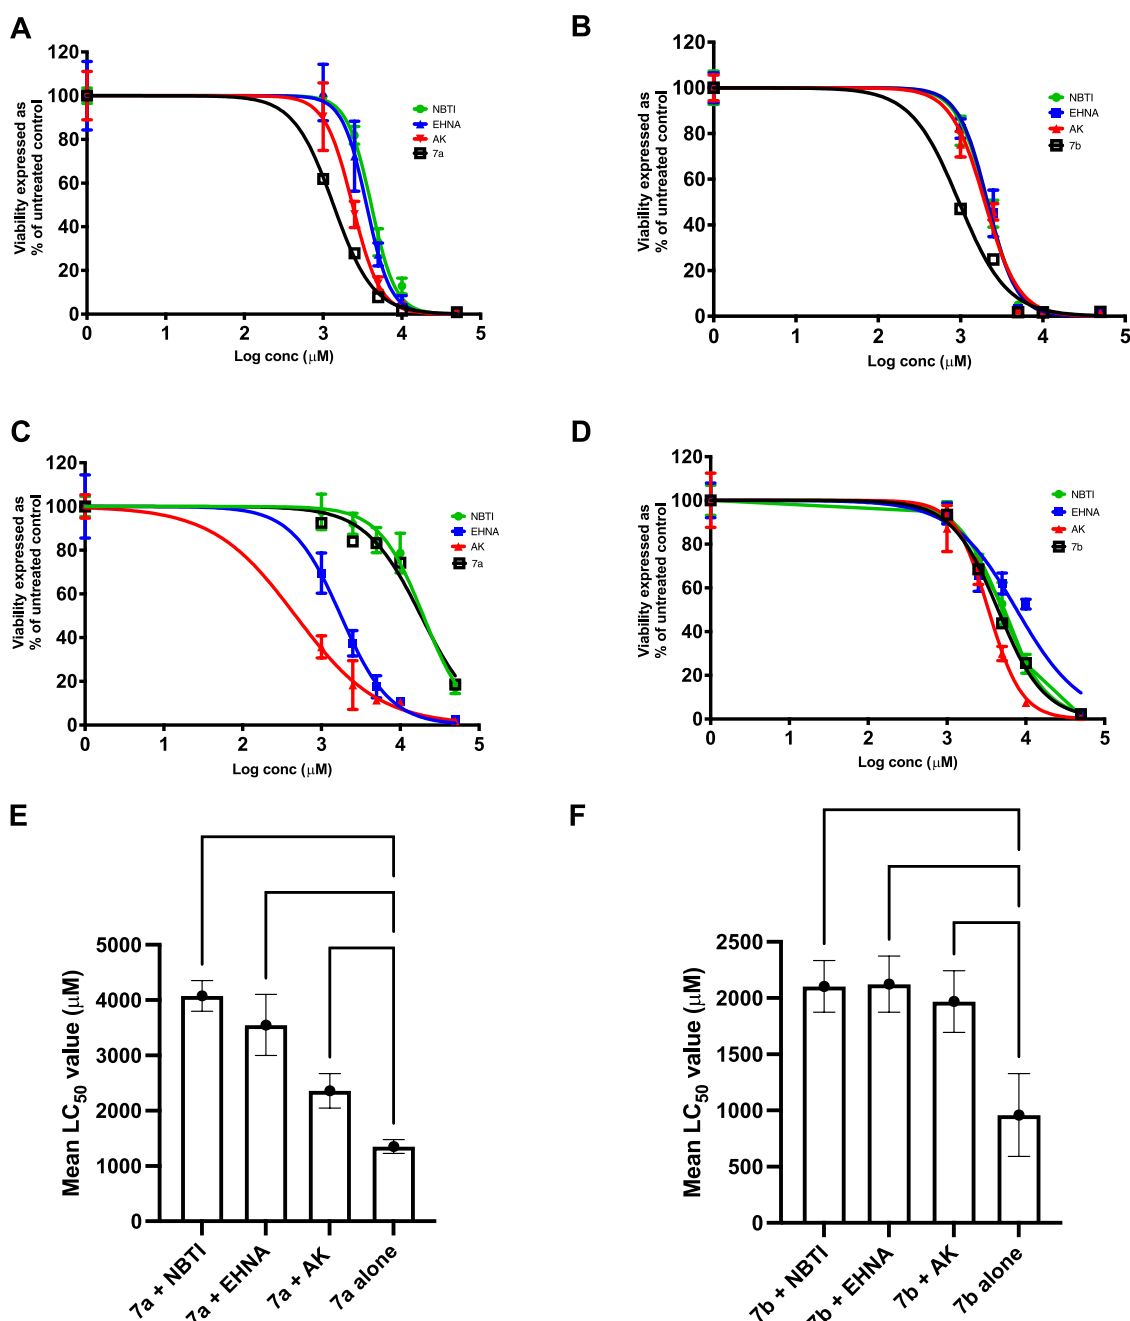 A
Viability expressed as
% of untreated control
120
100
80
60
40
20
0
0
1
2
3
4
5
Log conc (μM)
NBTI
EHNA
AK
7a
B
Viability expressed as
% of untreated control
120
100
80
60
40
20
0
0
1
2
3
4
5
Log conc (μM)
NBTI
EHNA
AK
7b
C
Viability expressed as
% of untreated control
120
100
80
60
40
20
0
0
1
2
3
4
5
Log conc (μM)
NBTI
EHNA
AK
7a
D
Viability expressed as
% of untreated control
120
100
80
60
40
20
0
0
1
2
3
4
5
Log conc (μM)
NBTI
EHNA
AK
7b
E
Mean LC50 value (μM)
5000
4000
3000
2000
1000
0
7a + NBTI
7a + EHNA
7a + AK
7a alone
F
Mean LC50 value (μM)
2500
2000
1500
1000
500
0
7b + NBTI
7b + EHNA
7b + AK
7b alone